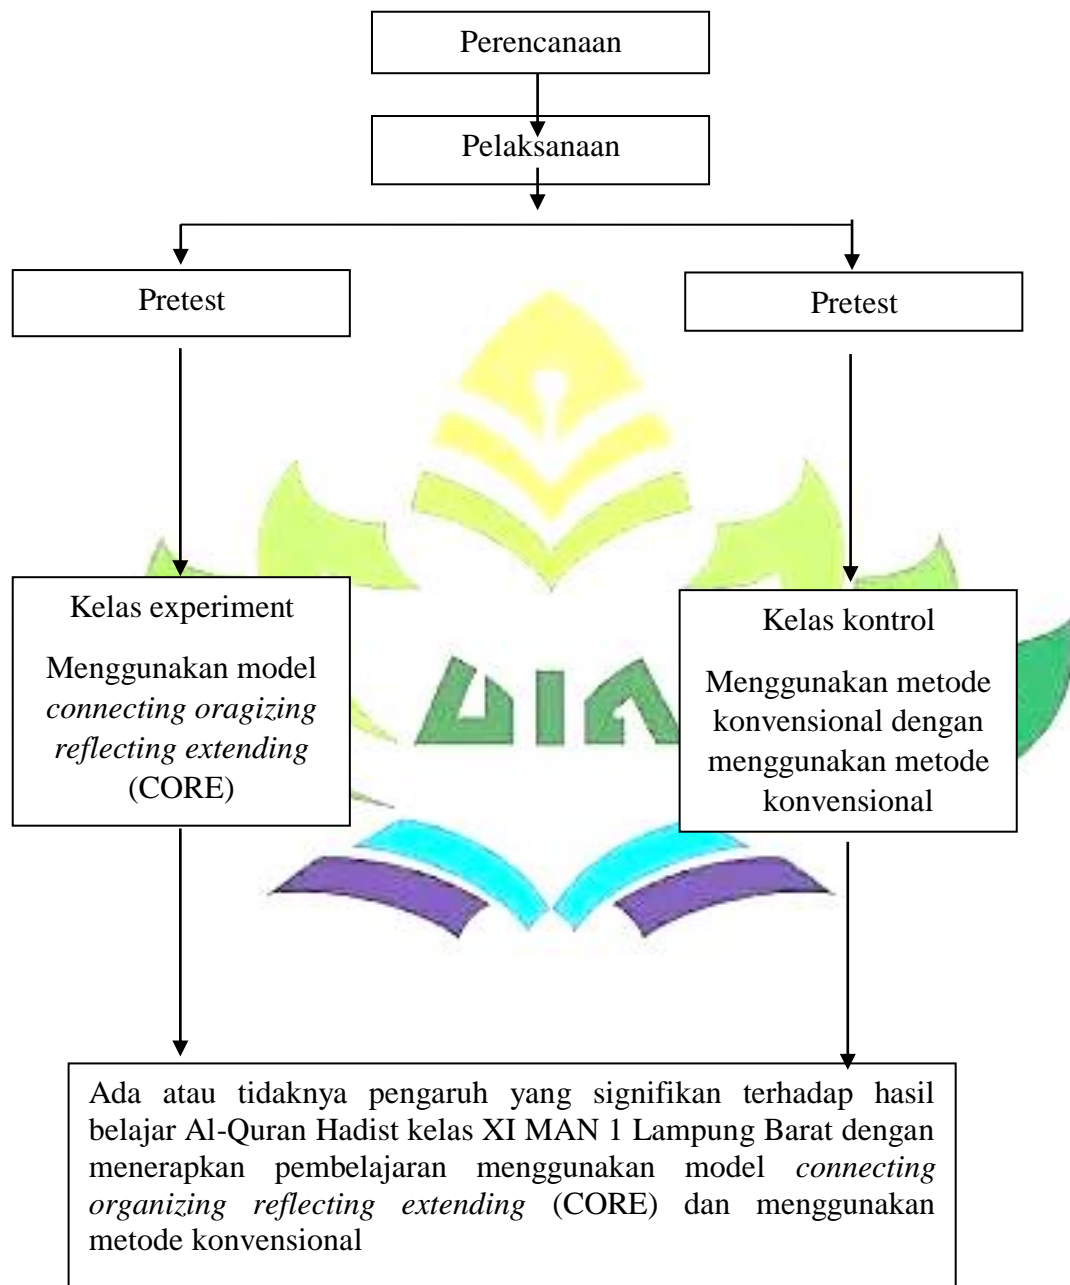 Perencanaan
Pelaksanaan
Pretest
Pretest
Kelas experiment
Menggunakan model
connecting oragizing
reflecting extending
(CORE)
Kelas kontrol
Menggunakan metode
konvensional dengan
menggunakan metode
konvensional
UIN
Ada atau tidaknya pengaruh yang signifikan terhadap hasil
belajar Al-Quran Hadist kelas XI MAN 1 Lampung Barat dengan
menerapkan pembelajaran menggunakan model connecting
organizing reflecting extending (CORE) dan menggunakan
metode konvensional